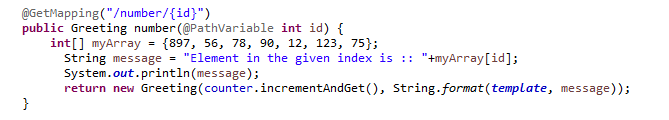 @GetMapping("/number/{id}")
public Greeting number(@PathVariable int id) {
int[] myArray = {897, 56, 78, 90, 12, 123, 75};
String message = "Element in the given index is :: "+myArray[id];
System.out.println(message);
return new Greeting(counter.incrementAndGet(), String.format(template, message));
}